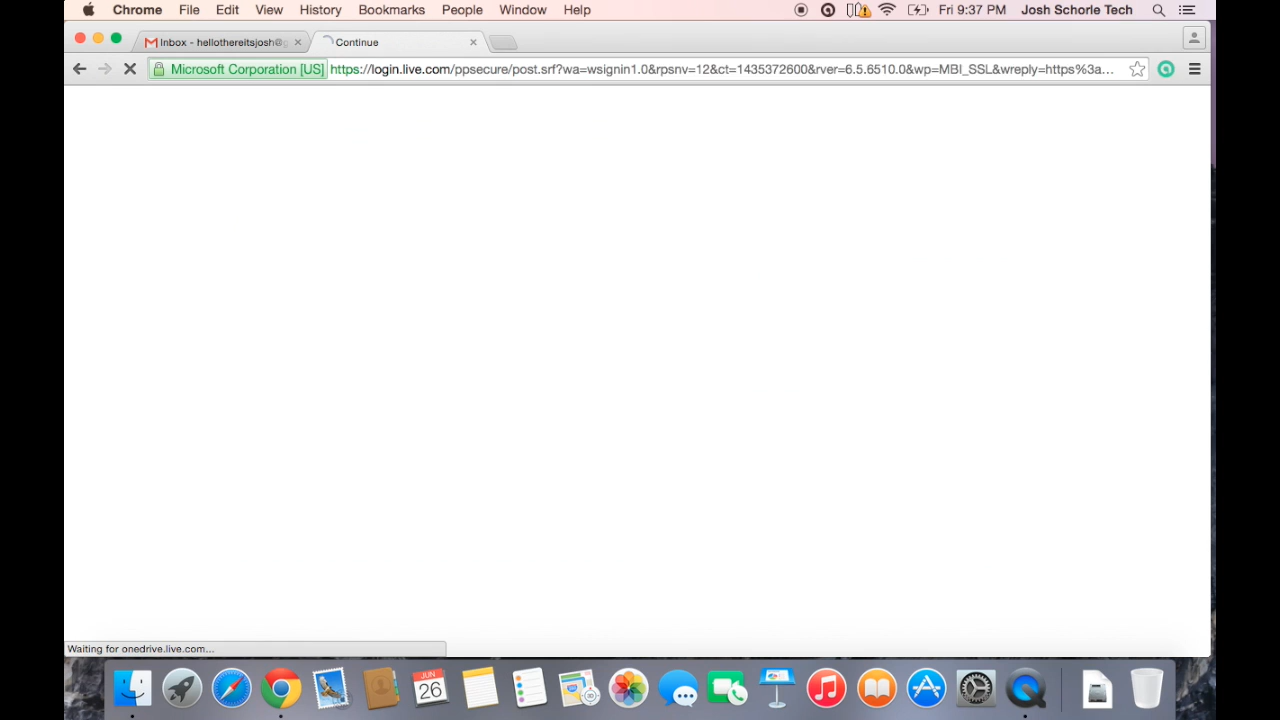 Chrome File Edit View History Bookmarks People Window Help Fri 9:37 PM Josh Schorle Tech
Inbox - hellothereitsjosh@g Continue
Microsoft Corporation [US] https://login.live.com/ppsecure/post.srf?wa=wsignin1.0&rpsnv=12&ct=1435372600&rver=6.5.6510.0&wp=MBI_SSL&wreply=https%3a...
Waiting for onedrive.live.com...
JUN
26